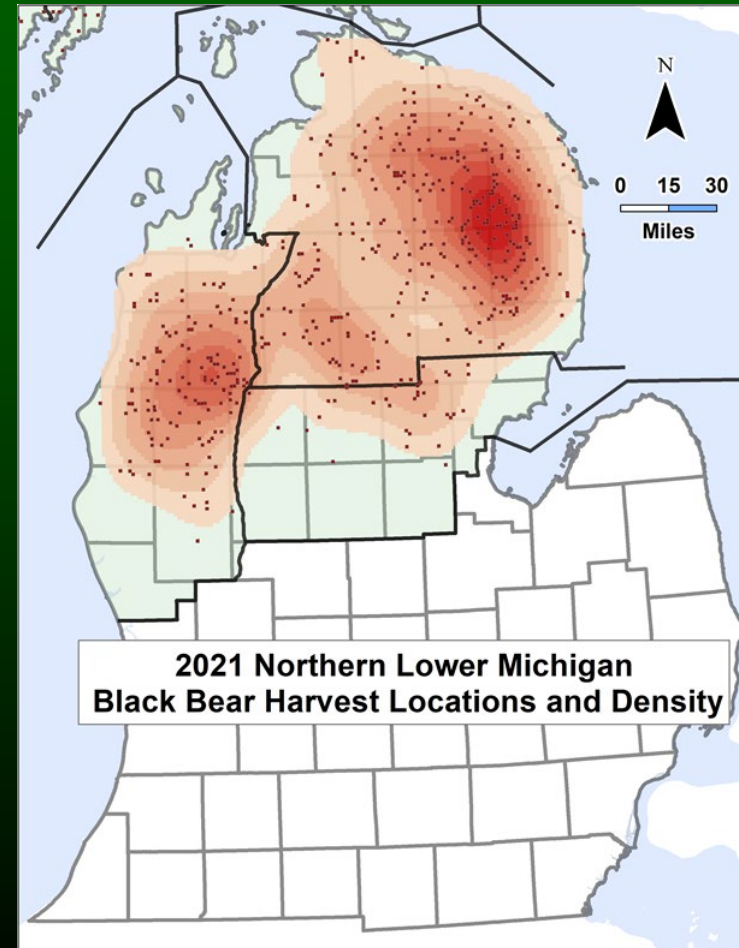 N
0 15 30
Miles
2021 Northern Lower Michigan
Black Bear Harvest Locations and Density